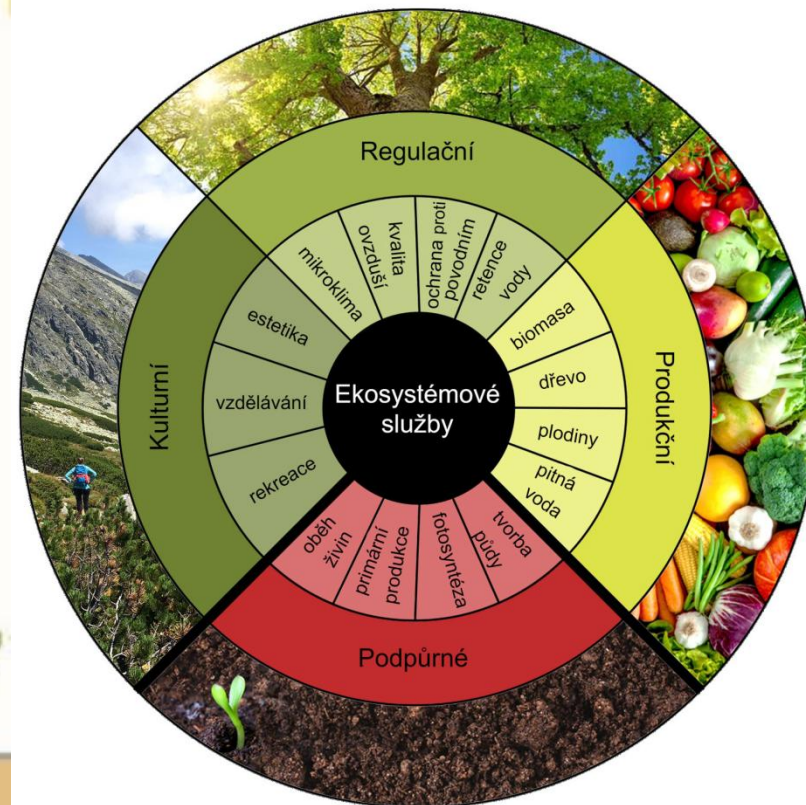 Regulační
mikroklima
kvalita
ovzduší
ochrana proti
povodním
retence
vody
Produkční
biomasa
dřevo
plodiny
pitná
voda
Podpůrné
tvorba
půdy
fotosyntéza
primární
produkce
oběh
živin
Kulturní
rekreace
vzdělávání
estetika
Ekosystémové
služby